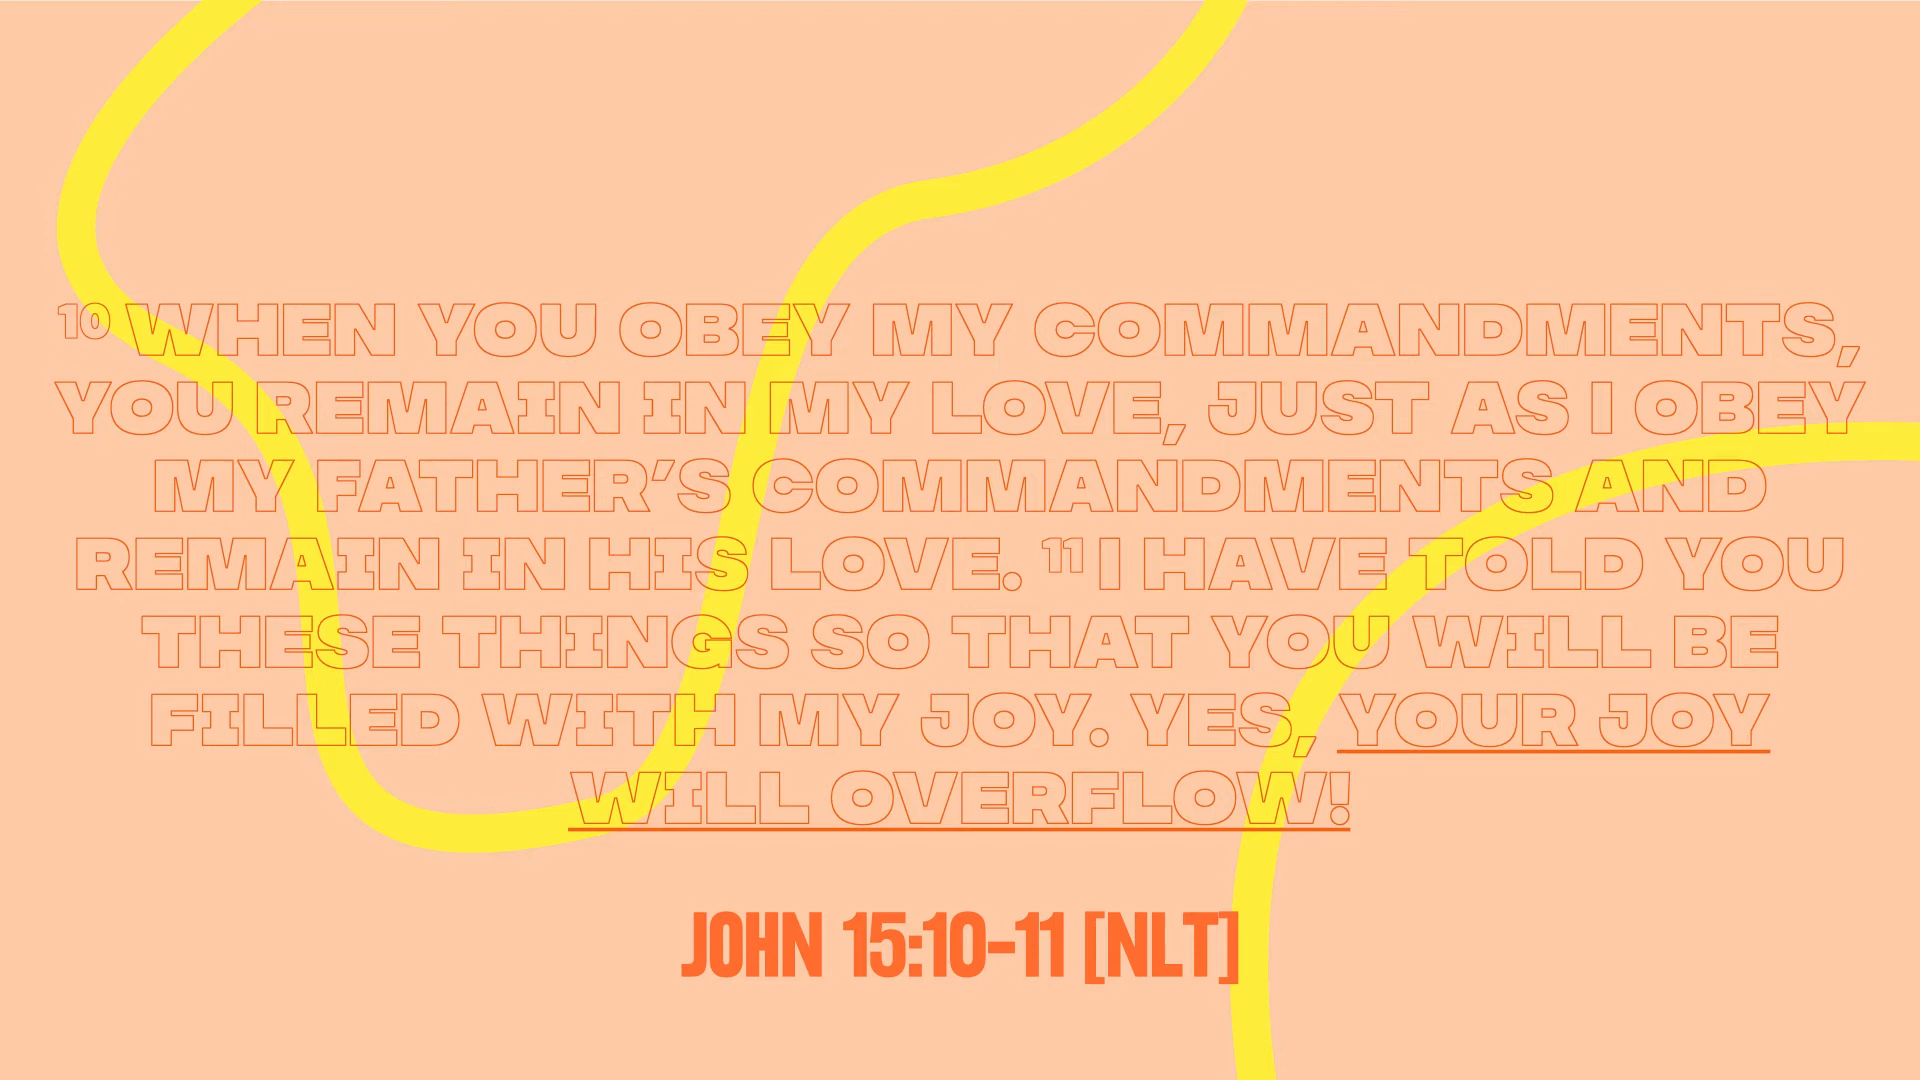 ¹⁰ WHEN YOU OBEY MY COMMANDMENTS,
YOU REMAIN IN MY LOVE, JUST AS I OBEY
MY FATHER’S COMMANDMENTS AND
REMAIN IN HIS LOVE. ¹¹ I HAVE TOLD YOU
THESE THINGS SO THAT YOU WILL BE
FILLED WITH MY JOY. YES, YOUR JOY
WILL OVERFLOW!
JOHN 15:10-11 [NLT]